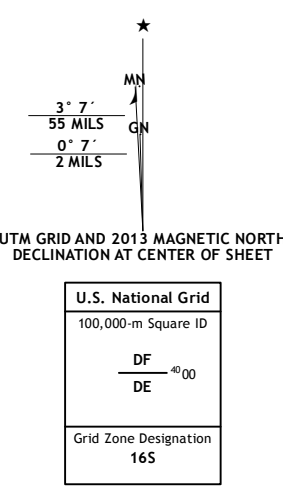 ★
MN
3° 7´
55 MILS
GN
0° 7´
2 MILS
UTM GRID AND 2013 MAGNETIC NORTH
DECLINATION AT CENTER OF SHEET
U.S. National Grid
100,000-m Square ID
DF
4000
DE
Grid Zone Designation
16S